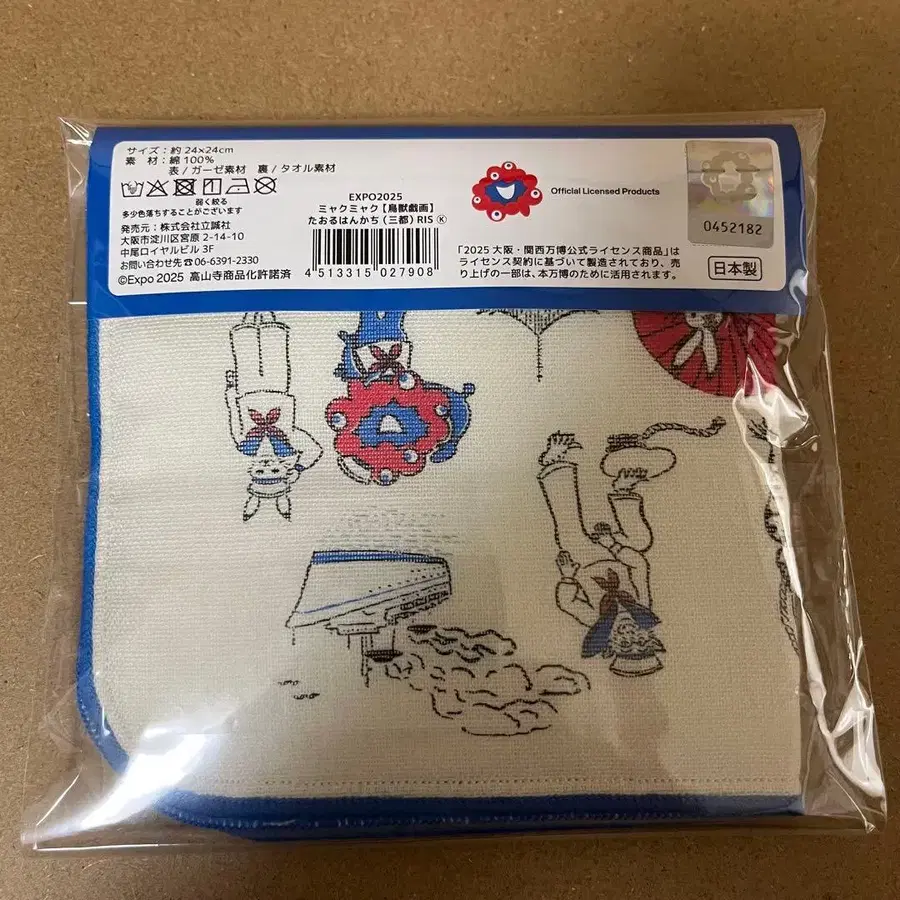 サイズ：約 24×24cm
素　材：綿 100%
表 / ガーゼ素材　裏 / タオル素材
弱く絞る
多少色落ちすることがございます
発売元：株式会社立誠社
大阪市淀川区宮原 2-14-10
中尾ロイヤルビル 3F
お問い合わせ先☎06-6391-2330
©Expo 2025　高山寺商品化許諾済
EXPO2025
ミャクミャク【鳥獣戯画】
たおるはんかち（三都）RIS Ⓚ
4 513315 027908
Official Licensed Products
0452182
「2025 大阪・関西万博公式ライセンス商品」は
ライセンス契約に基づいて製造されており、売
り上げの一部は、本万博のために活用されます。
日本製